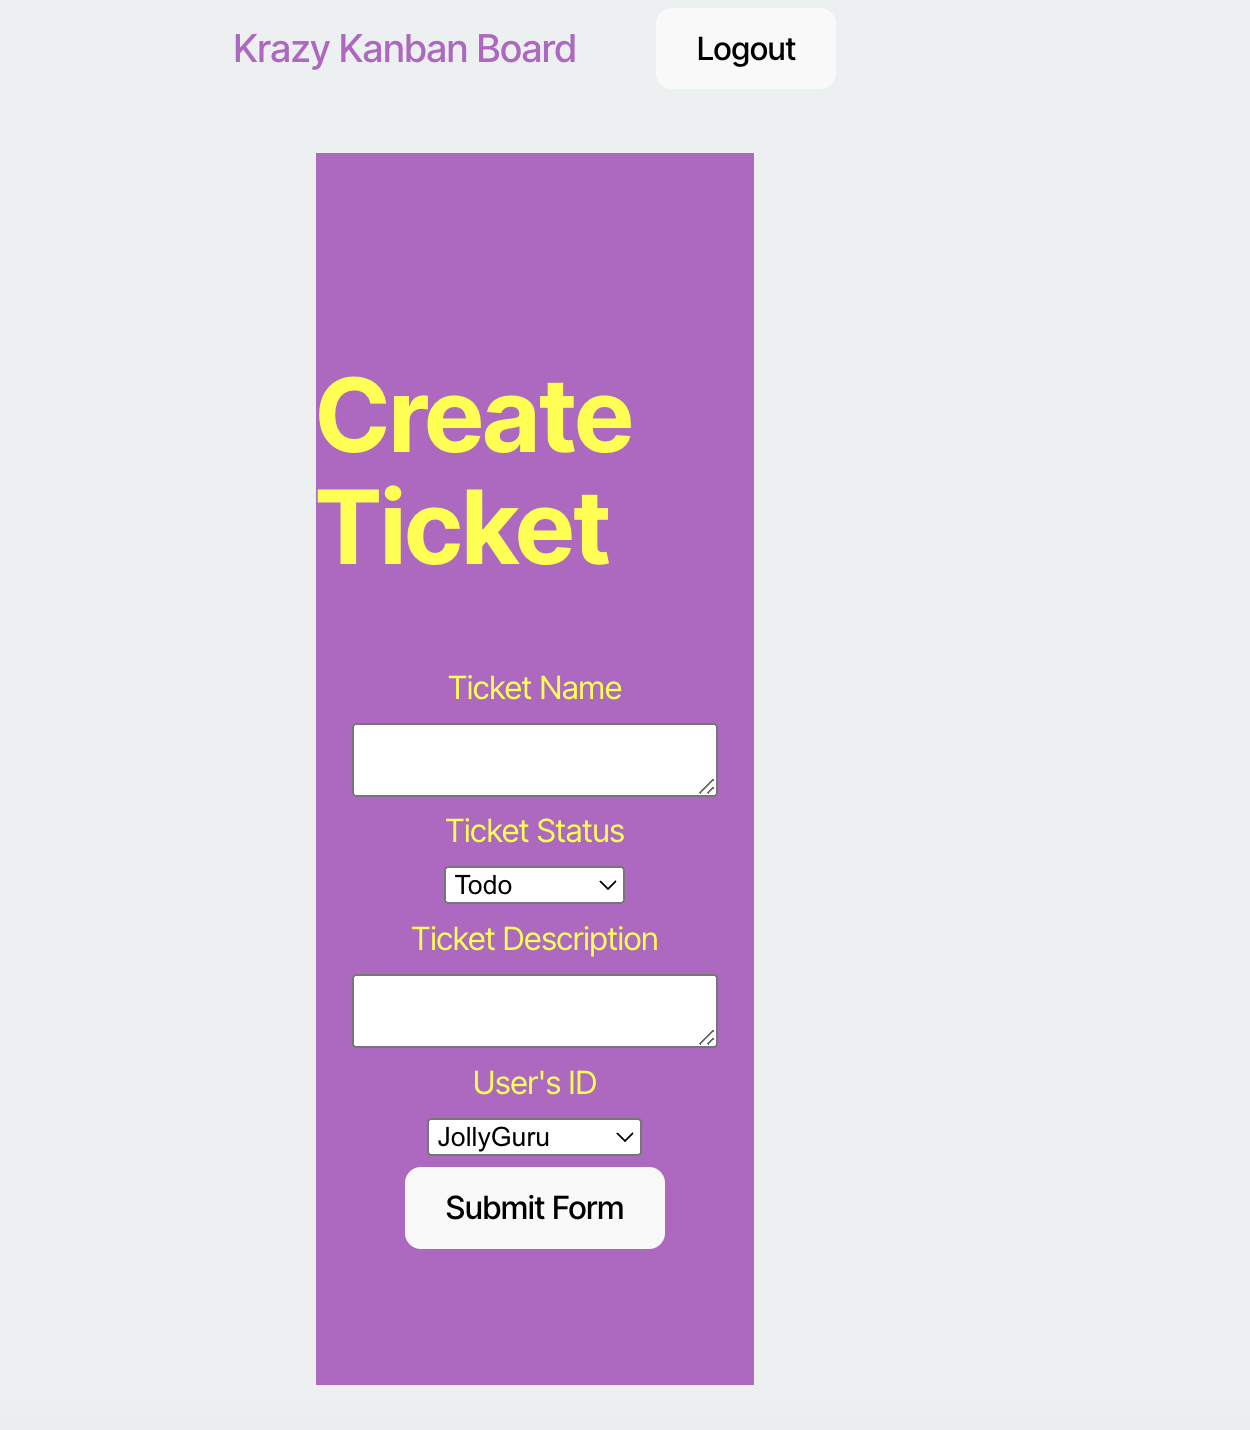 Krazy Kanban Board
Logout
Create
Ticket
Ticket Name
Ticket Status
Todo
Ticket Description
User's ID
JollyGuru
Submit Form